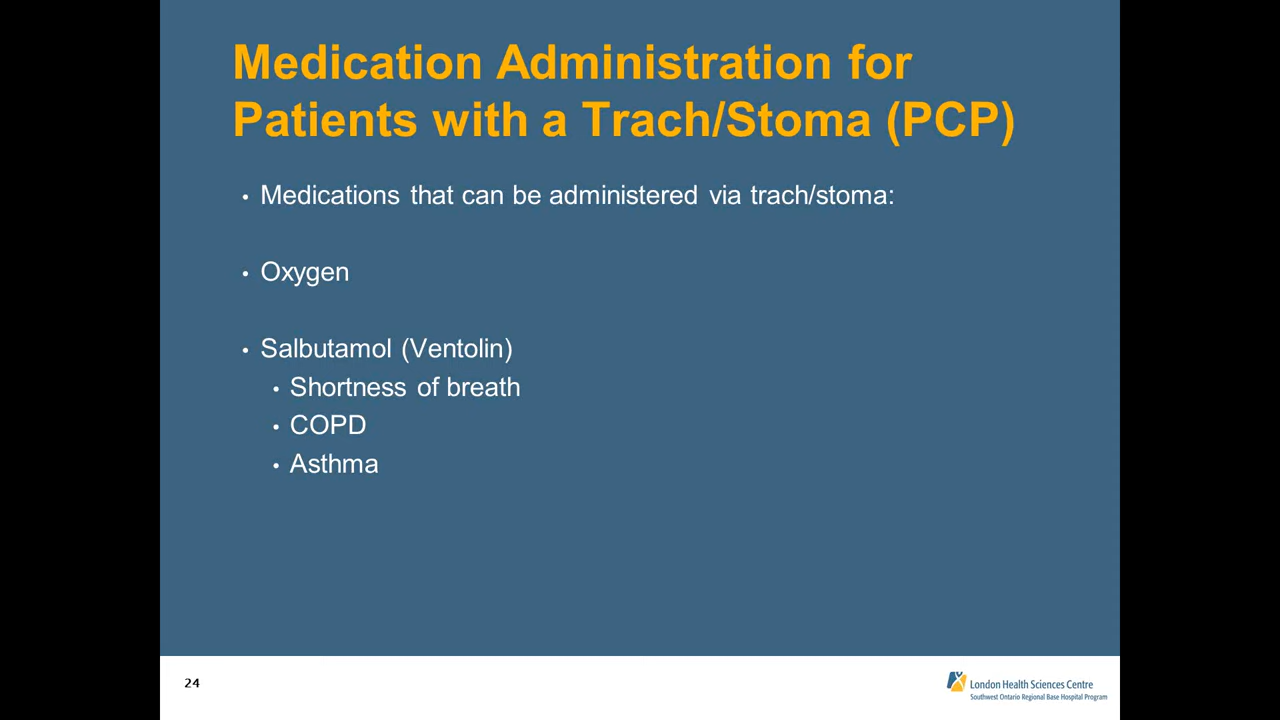 Medication Administration for
Patients with a Trach/Stoma (PCP)
• Medications that can be administered via trach/stoma:
• Oxygen
• Salbutamol (Ventolin)
• Shortness of breath
• COPD
• Asthma
24
London Health Sciences Centre
Southwest Ontario Regional Base Hospital Program